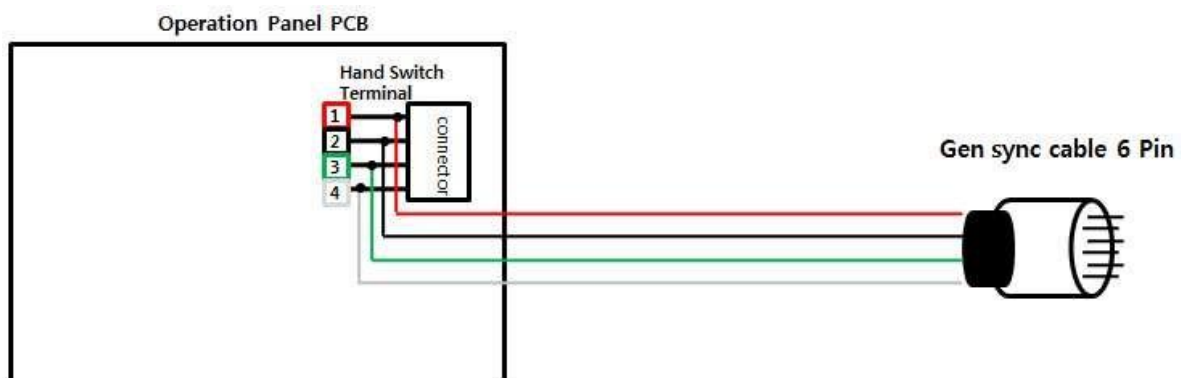 Operation Panel PCB
Hand Switch
Terminal
1
2
3
4
connector
Gen sync cable 6 Pin